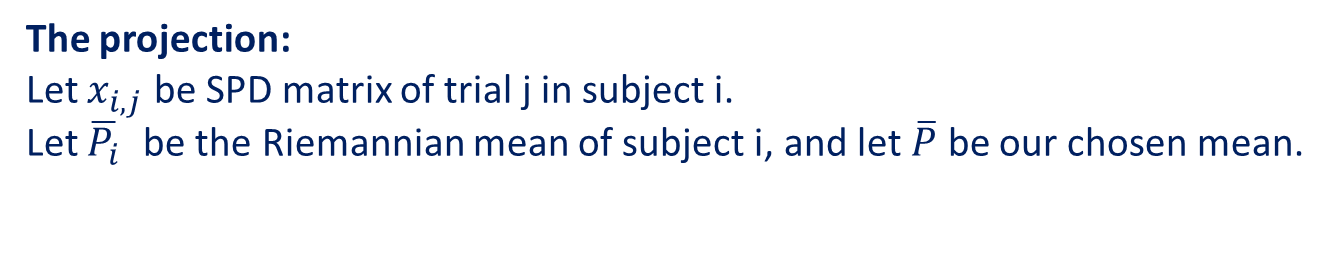 The projection:
Let x_{i,j} be SPD matrix of trial j in subject i.
Let P̅_i be the Riemannian mean of subject i, and let P̅ be our chosen mean.